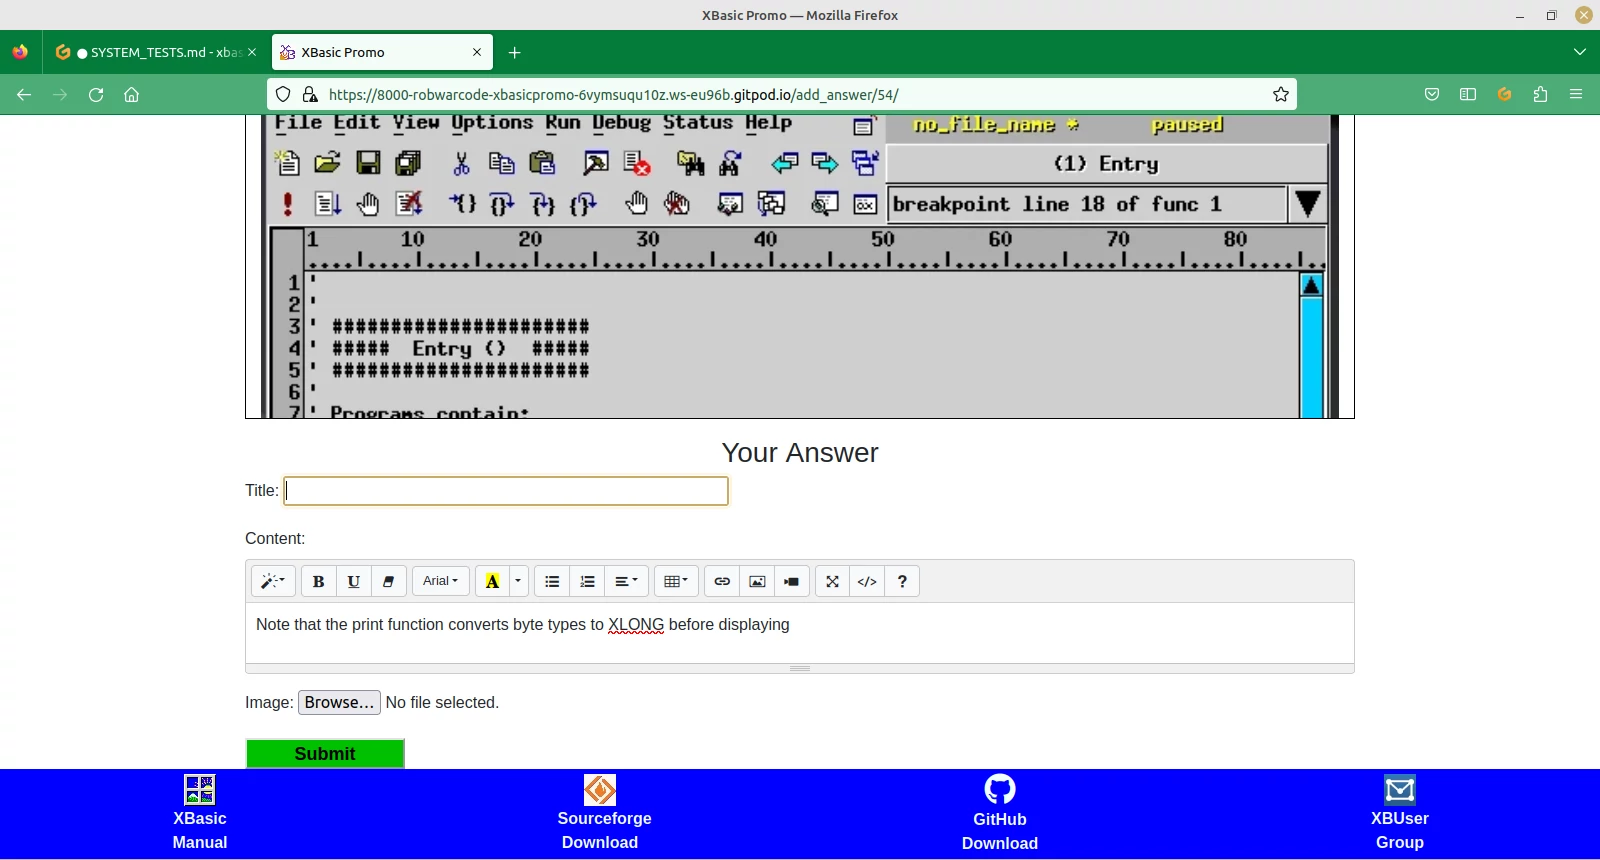 XBasic Promo — Mozilla Firefox
SYSTEM_TESTS.md - xbas
XBasic Promo
https://8000-robwarcode-xbasicpromo-6vymsuqu10z.ws-eu96b.gitpod.io/add_answer/54/
File Edit View Options Run Debug Status Help
no_file_name * paused
(1) Entry
breakpoint line 18 of func 1
1 10 20 30 40 50 60 70 80
1 '
2 '
3 ' ######################
4 ' ##### Entry () #####
5 ' ######################
6 '
7 ' Programs contain:
Your Answer
Title:
Content:
B U Arial A </> ?
Note that the print function converts byte types to XLONG before displaying
Image: Browse... No file selected.
Submit
XBasic
Manual
Sourceforge
Download
GitHub
Download
XBUser
Group